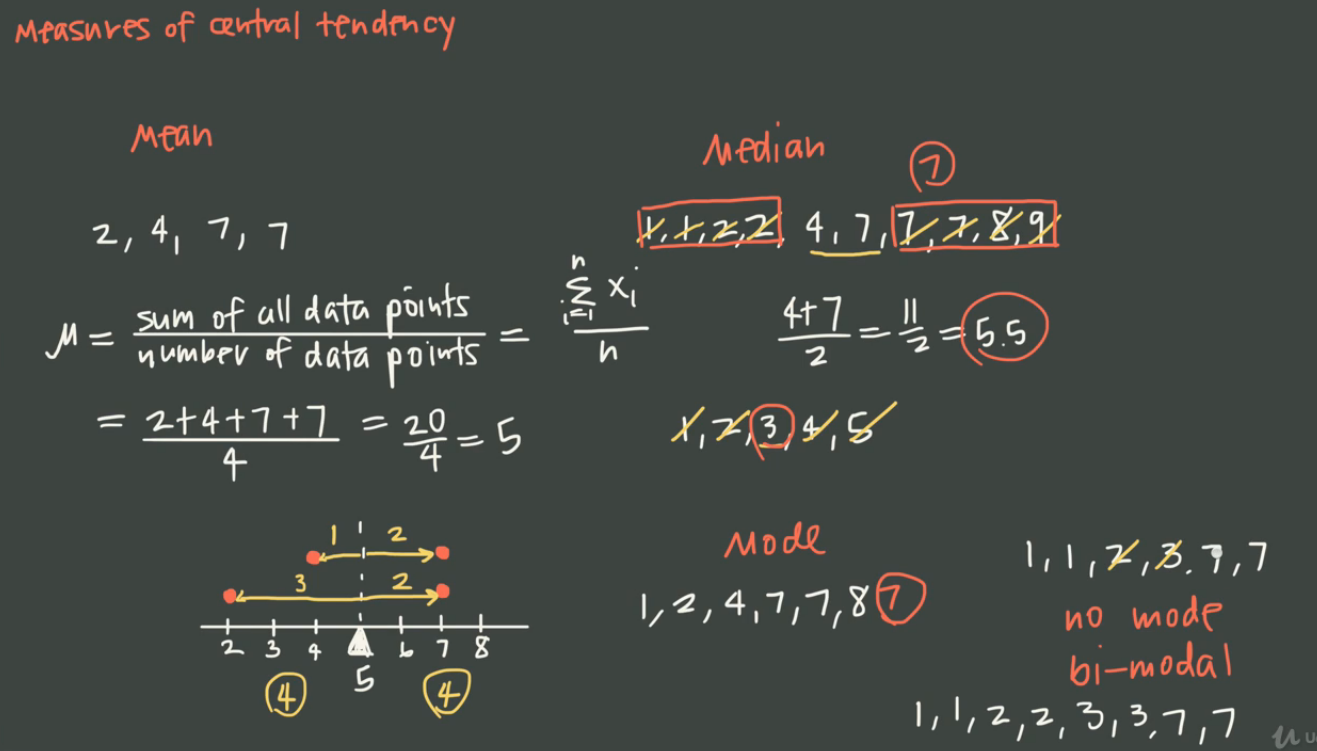 Measures of central tendency
Mean
2, 4, 7, 7
μ = sum of all data points / number of data points = n Σ i=1 xi / n
= 2+4+7+7 / 4 = 20/4 = 5
1 2
3 2
2 3 4 6 7 8
5
4 4
Median
7
1, 1, 2, 2, 4, 7, 7, 7, 8, 9
4+7 / 2 = 11/2 = 5.5
1, 2, 3, 4, 5
Mode
1, 2, 4, 7, 7, 8 7
1, 1, 2, 3, 7, 7
no mode
bi-modal
1, 1, 2, 2, 3, 3, 7, 7